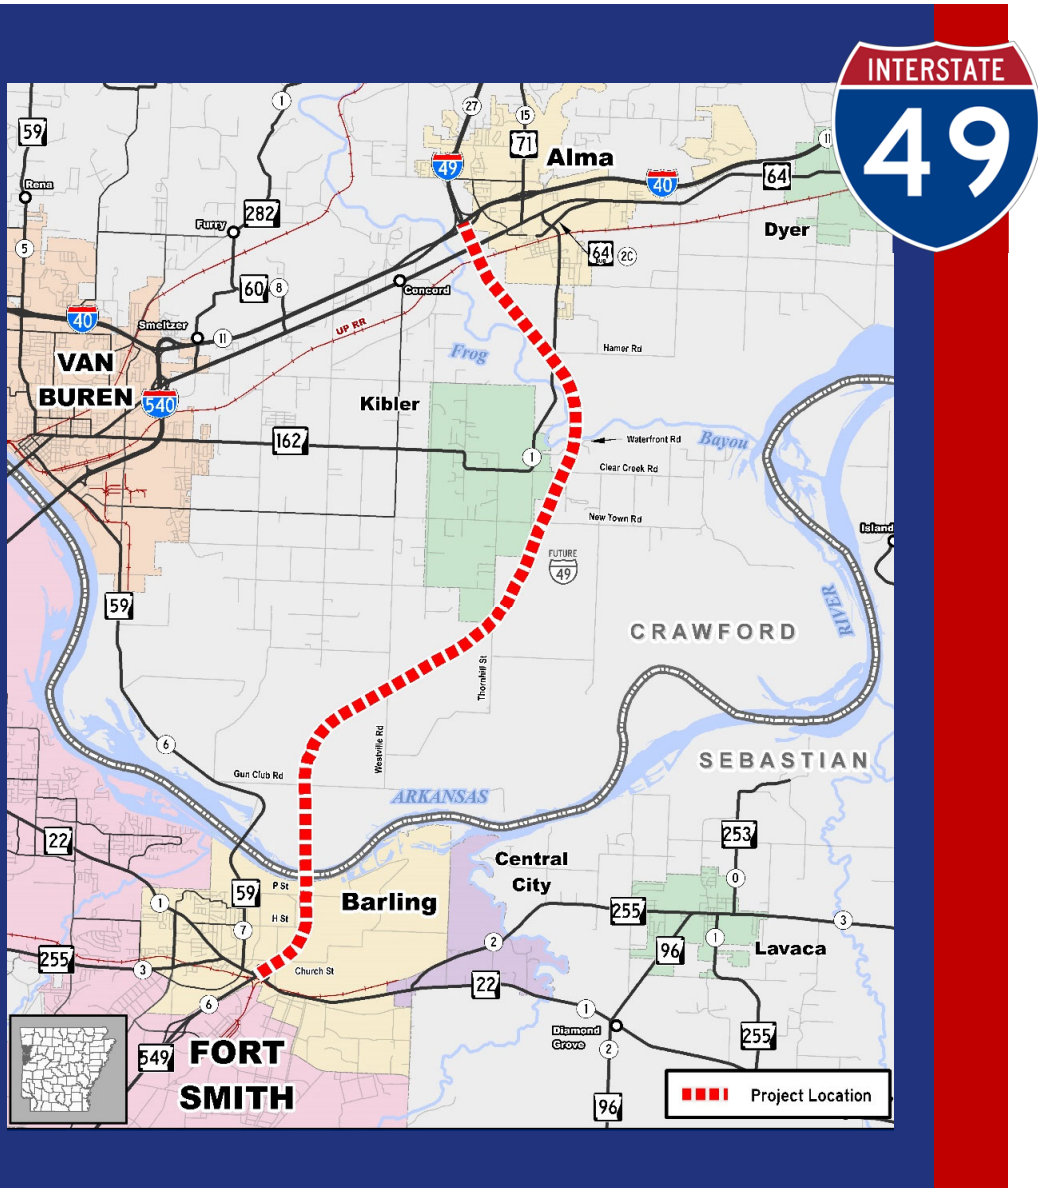 INTERSTATE
49
59
1
27
15
71
Alma
11
49
40
64
Rena
Furry
282
Dyer
5
64
BUS
2C
60
8
Concord
40
Smeltzer
11
UP RR
VAN
BUREN
Frog
Hamer Rd
540
Kibler
162
Waterfront Rd
Bayou
1
Clear Creek Rd
New Town Rd
Island
FUTURE
49
59
RIVER
CRAWFORD
Thornhill St
6
Westville Rd
SEBASTIAN
Gun Club Rd
ARKANSAS
22
253
Central
City
0
59
P St
1
Barling
H St
255
3
7
2
96
1
Lavaca
255
3
Church St
22
6
1
Diamond
Grove
2
255
549
FORT
SMITH
96
Project Location